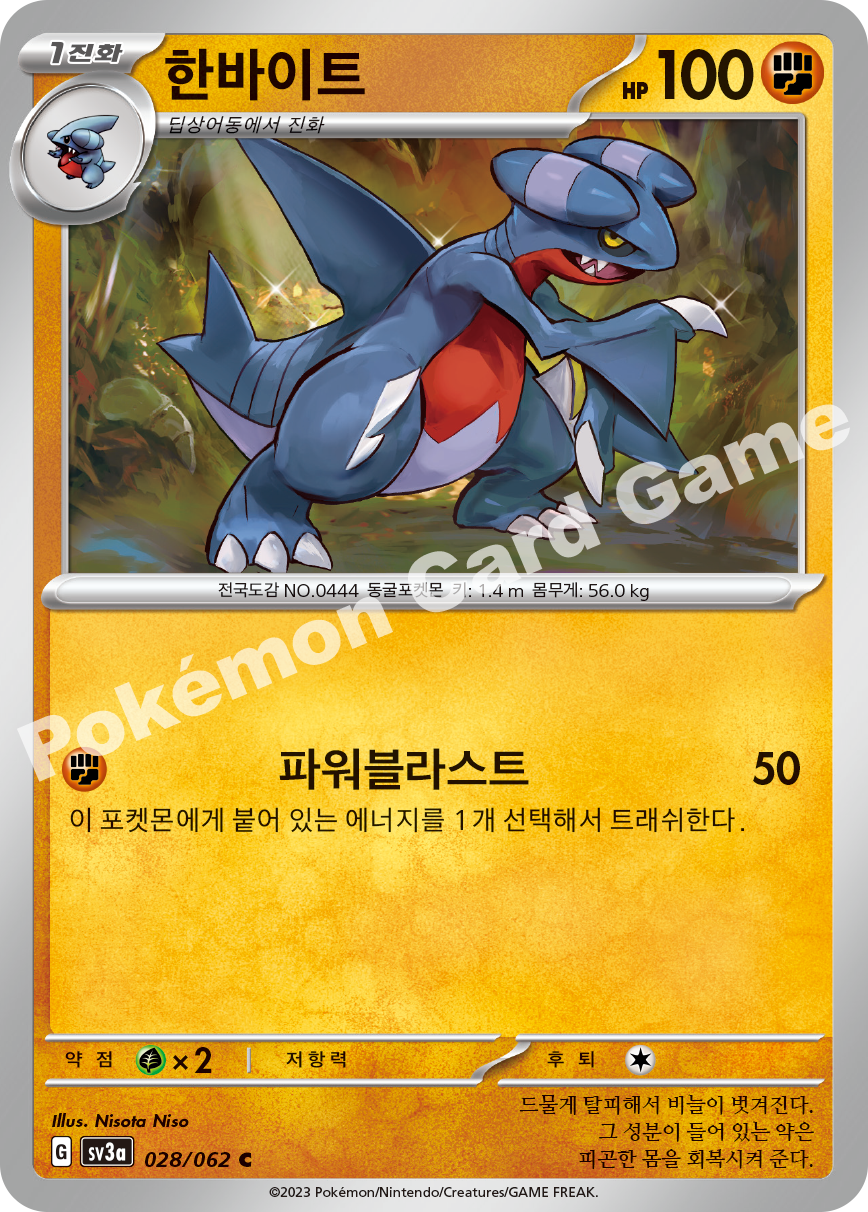 1진화
한바이트
HP 100
딥상어동에서 진화
전국도감 NO.0444 동굴포켓몬 키: 1.4 m 몸무게: 56.0 kg
Pokémon Card Game
파워블라스트 50
이 포켓몬에게 붙어 있는 에너지를 1개 선택해서 트래쉬한다.
약점 ×2 저항력 후퇴
드물게 탈피해서 비늘이 벗겨진다.
그 성분이 들어 있는 약은
피곤한 몸을 회복시켜 준다.
Illus. Nisota Niso
G sv3a 028/062 C
©2023 Pokémon/Nintendo/Creatures/GAME FREAK.